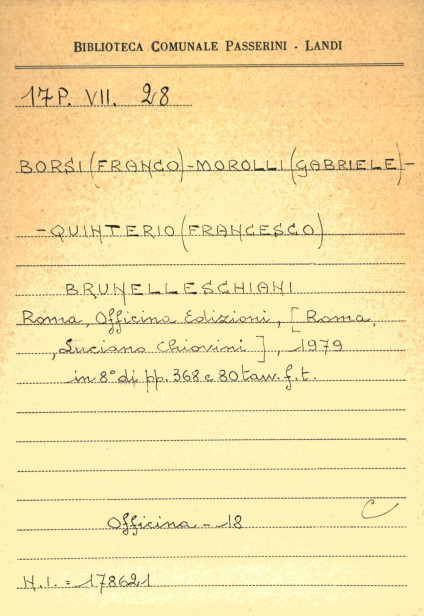 BIBLIOTECA COMUNALE PASSERINI - LANDI
17P. VII. 28
BORSI (FRANCO) - MOROLLI (GABRIELE) -
- QUINTERIO (FRANCESCO)
BRUNELLESCHIANI
Roma, Officina Edizioni, [Roma,
, Luciano Chiovini], 1979
in 8° di pp. 368 e 80 tav. f. t.
Officina - 18
C
N.I. = 178621